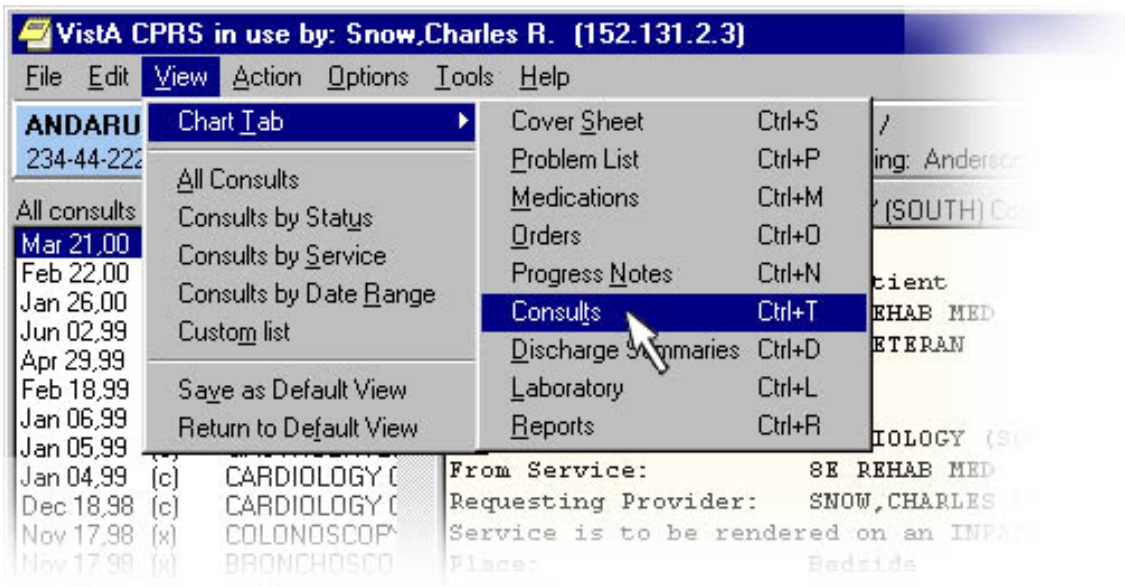 VistA CPRS in use by: Snow,Charles R. (152.131.2.3)
File Edit View Action Options Tools Help
ANDARU
234-44-222
All consults
Mar 21,00
Feb 22,00
Jan 26,00
Jun 02,99
Apr 29,99
Feb 18,99
Jan 06,99
Jan 05,99
Jan 04,99 (c) CARDIOLOGY C
Dec 18,98 (c) CARDIOLOGY C
Nov 17,98 (x) COLONOSCOPY
Nov 17,98 (x) BRONCHOSCO
Chart Tab
All Consults
Consults by Status
Consults by Service
Consults by Date Range
Custom list
Save as Default View
Return to Default View
Cover Sheet Ctrl+S
Problem List Ctrl+P
Medications Ctrl+M
Orders Ctrl+O
Progress Notes Ctrl+N
Consults Ctrl+T
Discharge Summaries Ctrl+D
Laboratory Ctrl+L
Reports Ctrl+R
/
ing: Anderson
(SOUTH) Co
tient
EHAB MED
ETERAN
IOLOGY (SO
From Service: SE REHAB MED
Requesting Provider: SNOW,CHARLES
Service is to be rendered on an INPA
Place: Bedside